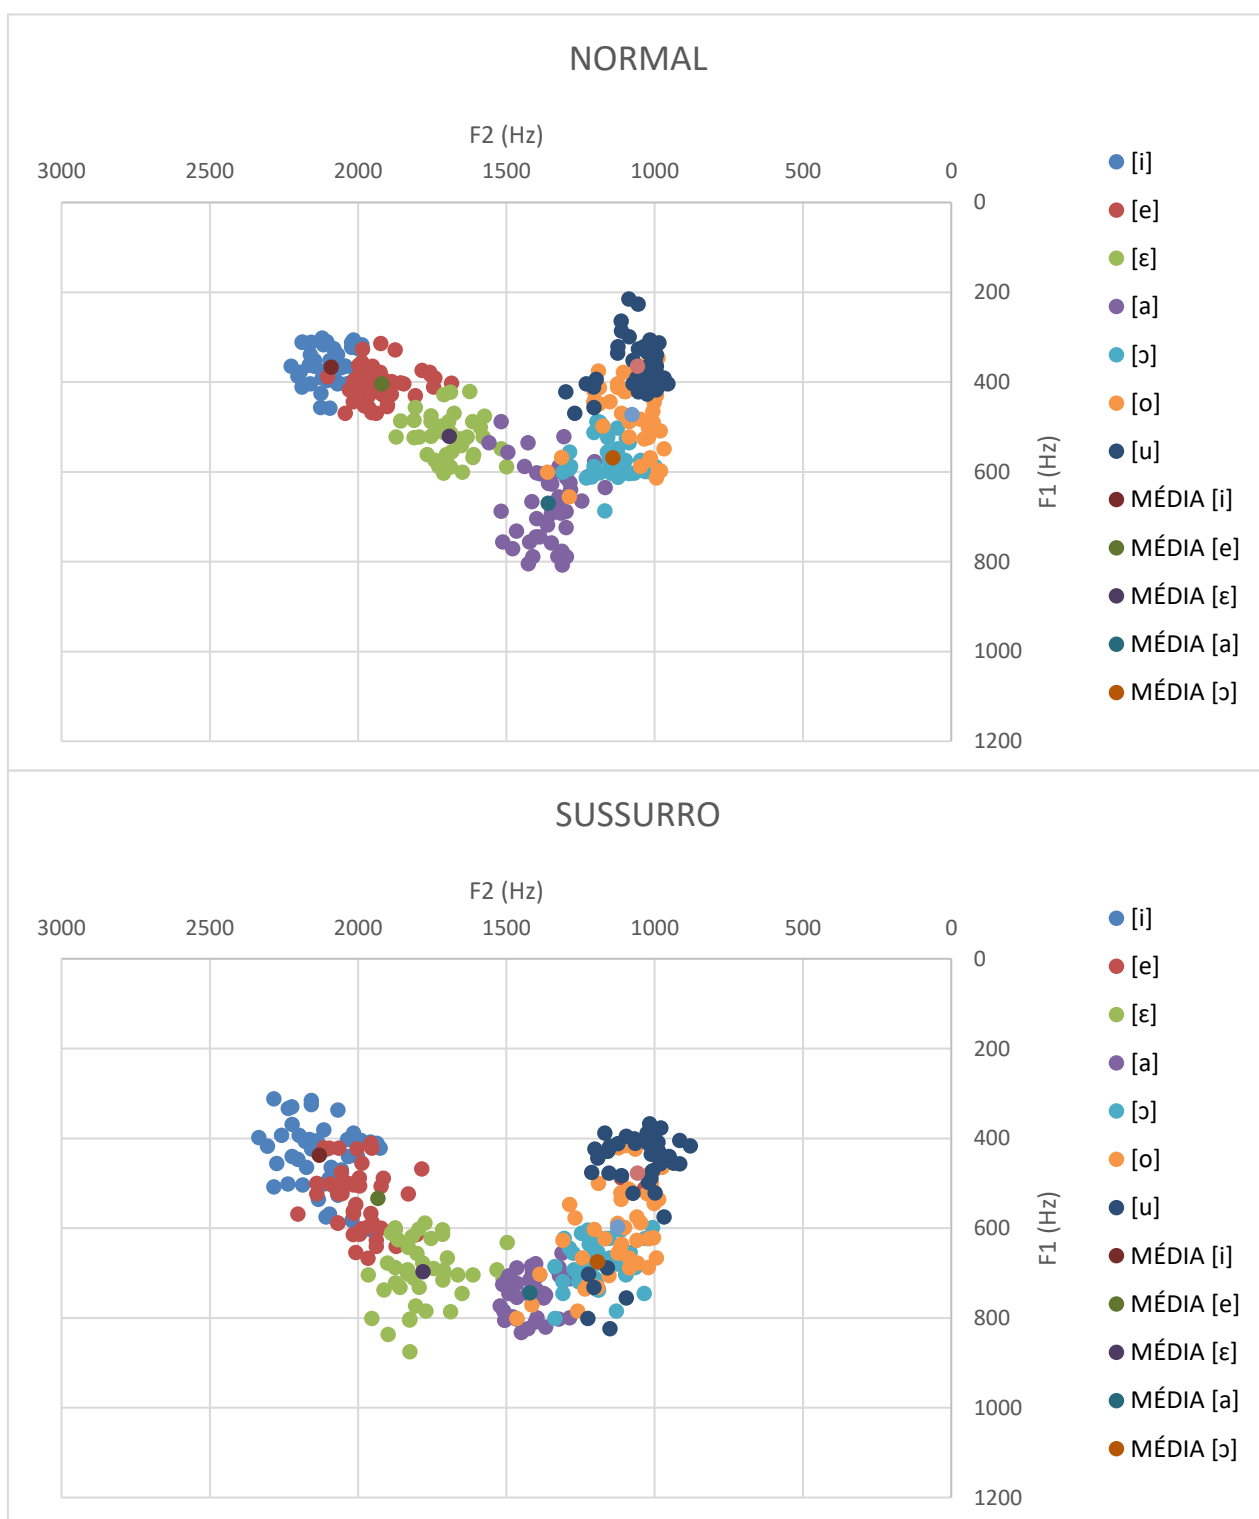 NORMAL
F2 (Hz)
3000 2500 2000 1500 1000 500 0
0
200
400
600
800
1000
1200
F1 (Hz)
[i]
[e]
[ɛ]
[a]
[ɔ]
[o]
[u]
MÉDIA [i]
MÉDIA [e]
MÉDIA [ɛ]
MÉDIA [a]
MÉDIA [ɔ]
SUSSURRO
F2 (Hz)
3000 2500 2000 1500 1000 500 0
0
200
400
600
800
1000
1200
F1 (Hz)
[i]
[e]
[ɛ]
[a]
[ɔ]
[o]
[u]
MÉDIA [i]
MÉDIA [e]
MÉDIA [ɛ]
MÉDIA [a]
MÉDIA [ɔ]